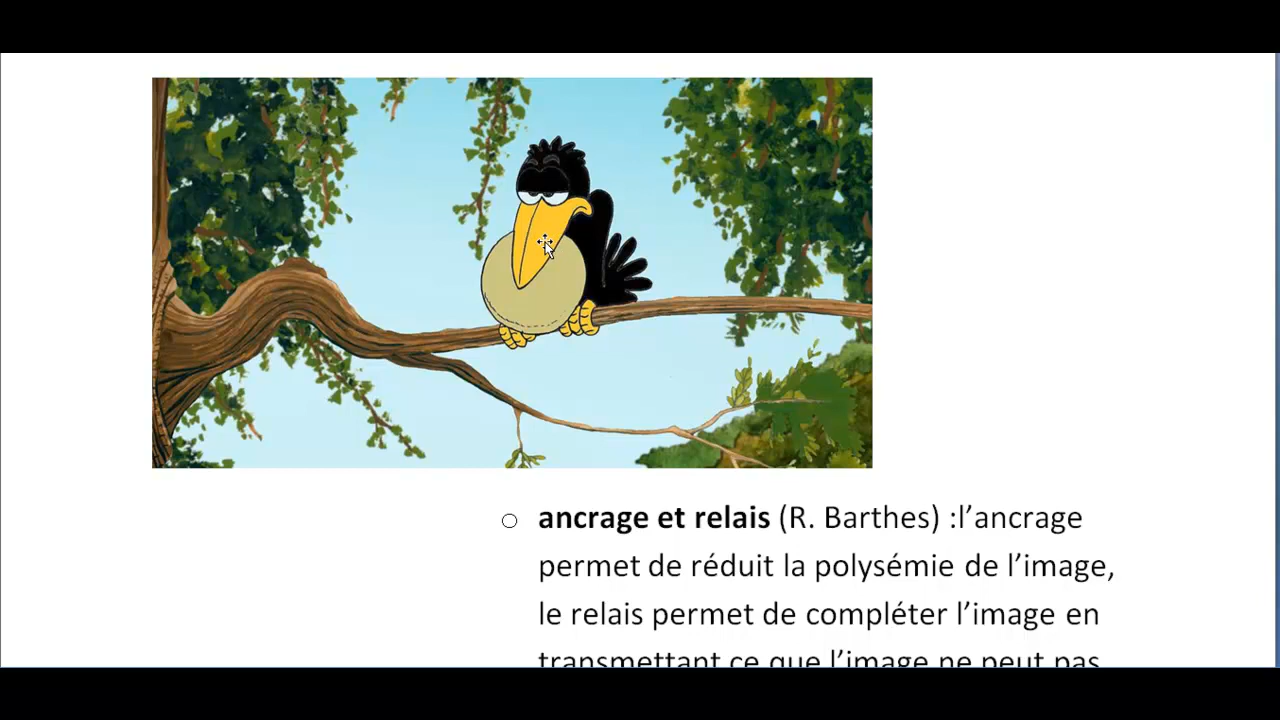 ancrage et relais (R. Barthes) :l’ancrage
permet de réduit la polysémie de l’image,
le relais permet de compléter l’image en
transmettant ce que l’image ne peut pas